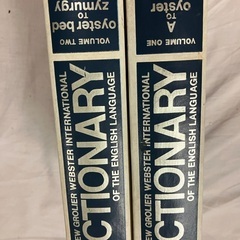 VOLUME TWO
oyster bed
TO
zymurgy
EW GROLIER WEBSTER INTERNATIONAL
CTIONARY
OF THE ENGLISH LANGUAGE
VOLUME ONE
A
TO
oyster
EW GROLIER WEBSTER INTERNATIONAL
CTIONARY
OF THE ENGLISH LANGUAGE